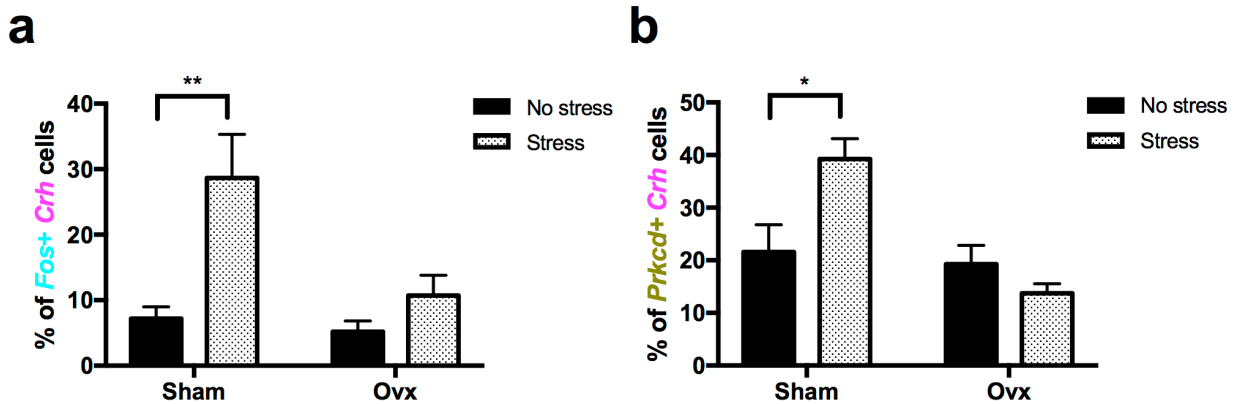 a
**
40
30
20
10
0
% of Fos+ Crh cells
No stress
Stress
Sham
Ovx
b
*
50
40
30
20
10
0
% of Prkcd+ Crh cells
No stress
Stress
Sham
Ovx